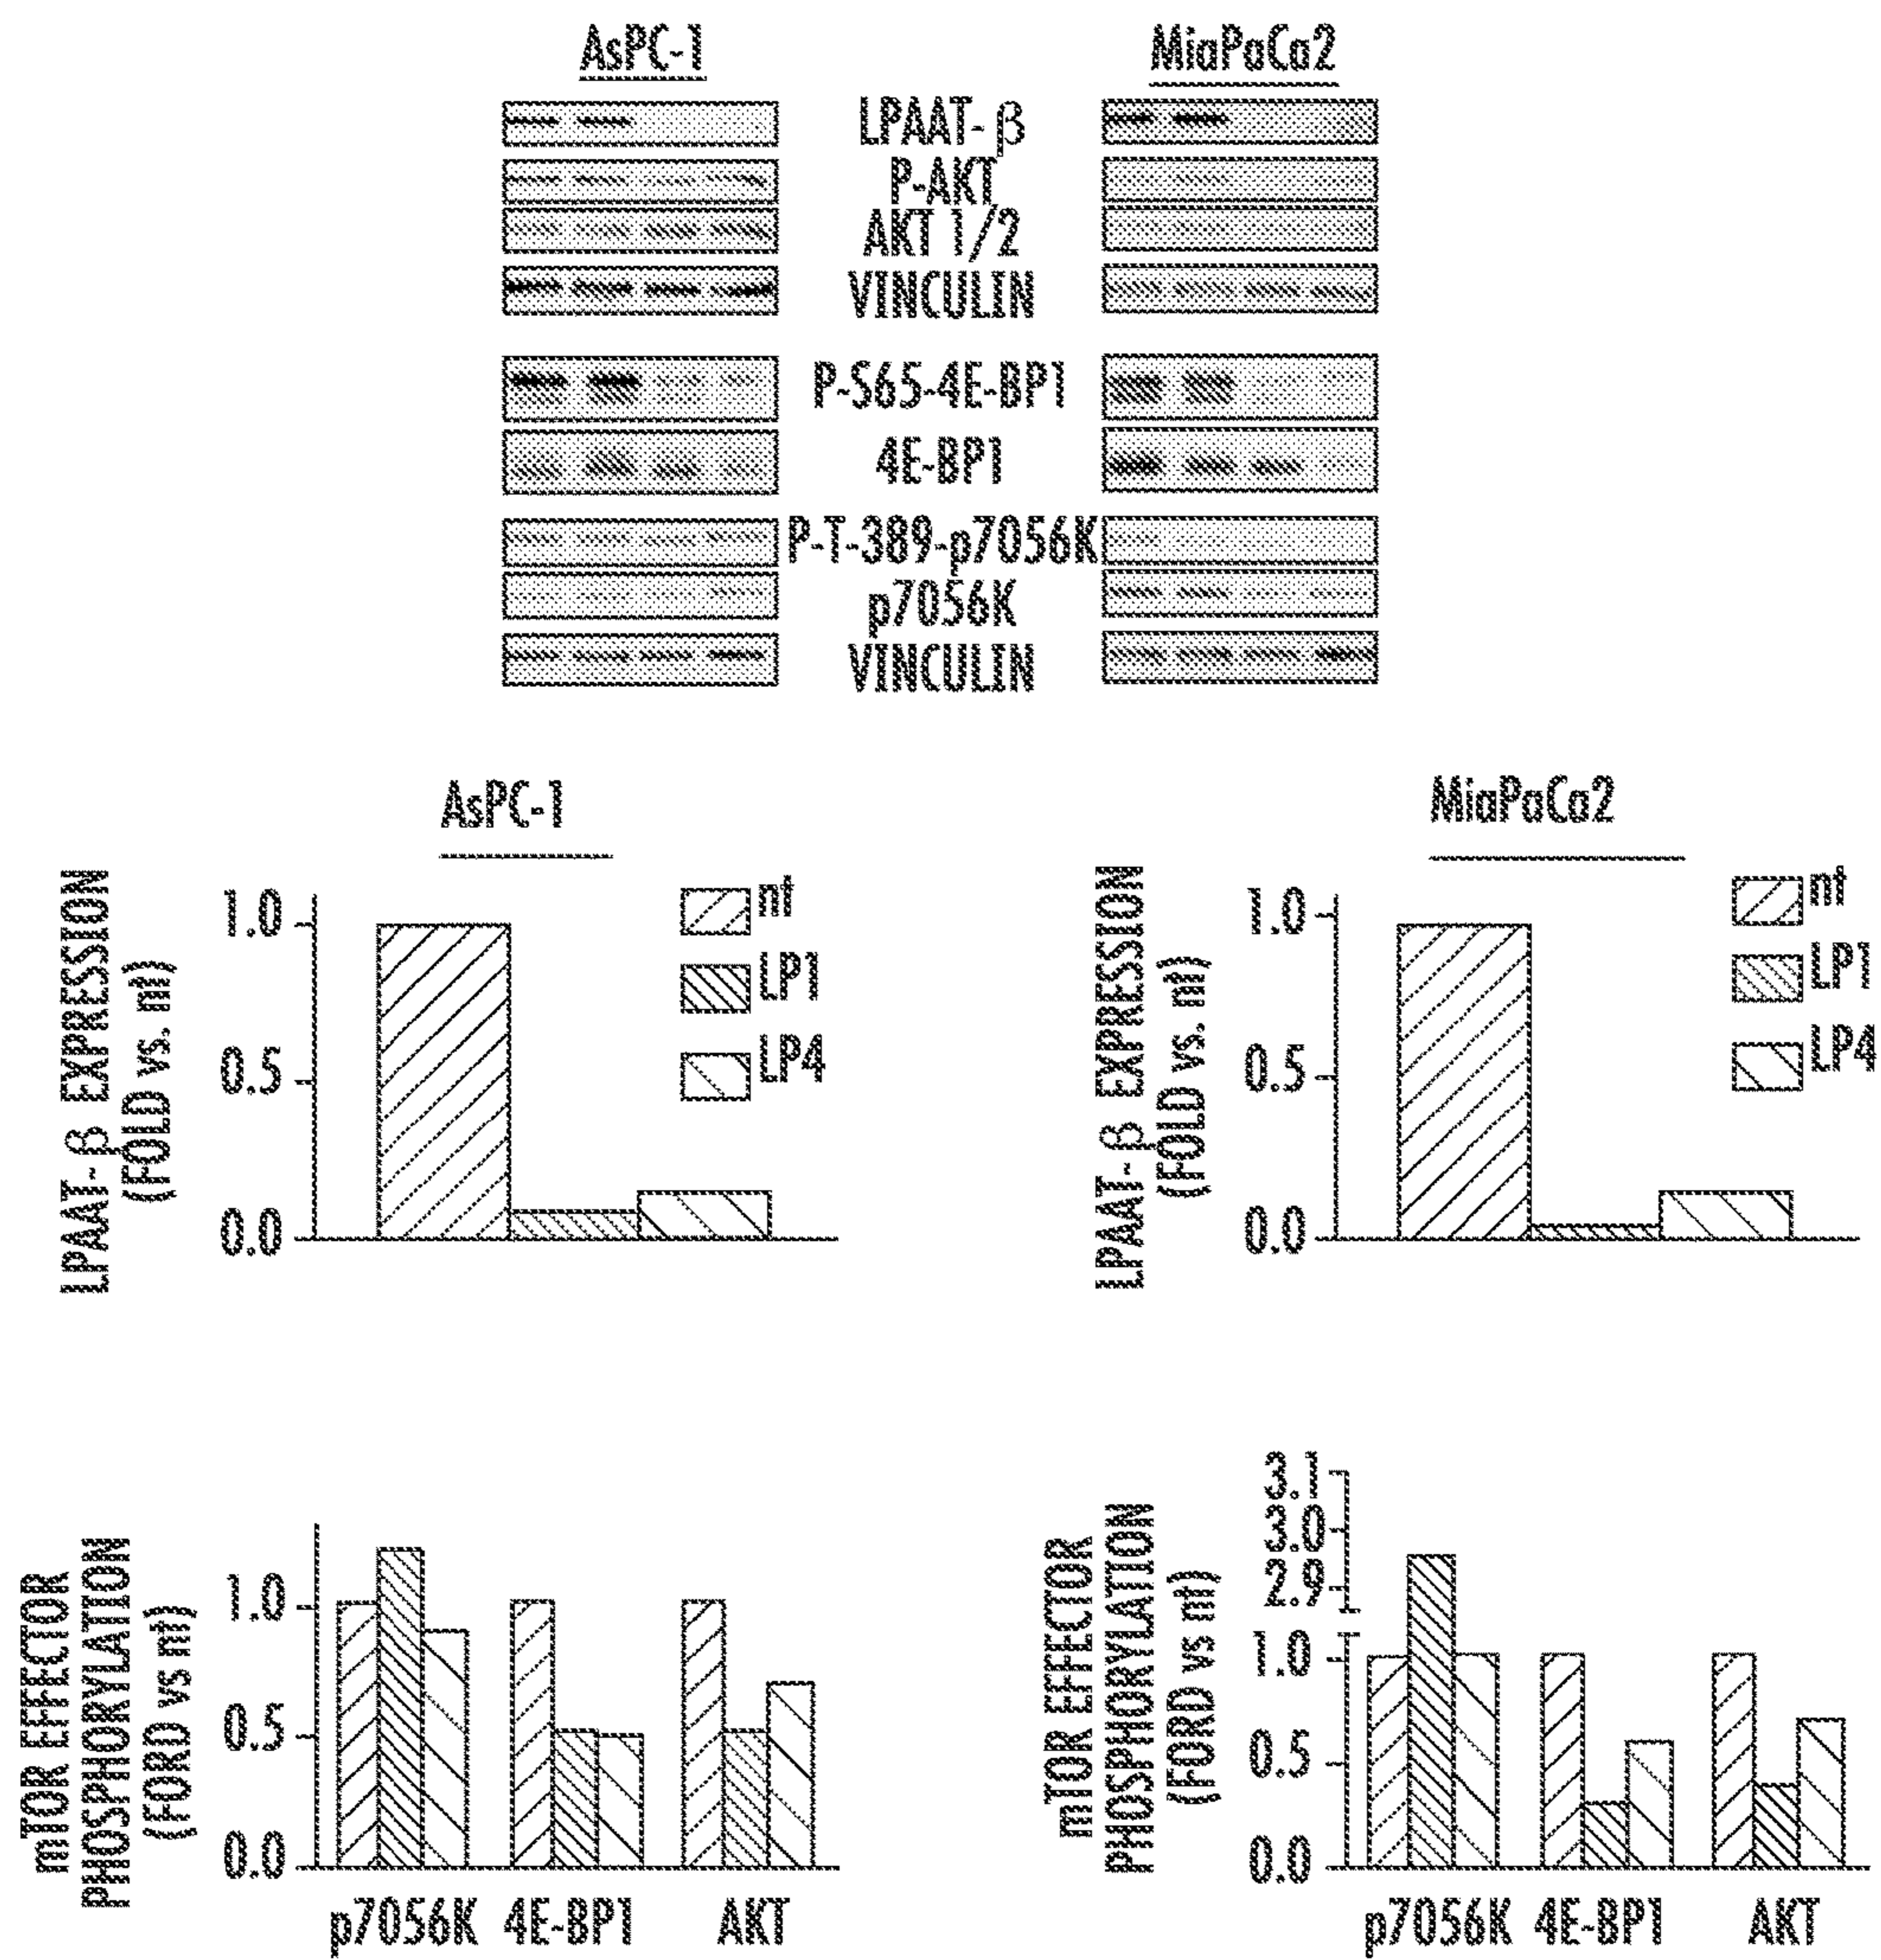 AsPC-1
MiaPaCa2
LPAAT-β
P-AKT
AKT 1/2
VINCULIN
P-S65-4E-BP1
4E-BP1
P-T-389-p7056K
p7056K
VINCULIN
AsPC-1
LPAAT-β EXPRESSION
(FOLD vs. nt)
1.0
0.5
0.0
nt
LP1
LP4
MiaPaCa2
LPAAT-β EXPRESSION
(FOLD vs. nt)
1.0
0.5
0.0
nt
LP1
LP4
mTOR EFFECTOR
PHOSPHORYLATION
(FORD vs nt)
1.0
0.5
0.0
p7056K 4E-BP1 AKT
mTOR EFFECTOR
PHOSPHORYLATION
(FORD vs nt)
3.1
3.0
2.9
1.0
0.5
0.0
p7056K 4E-BP1 AKT